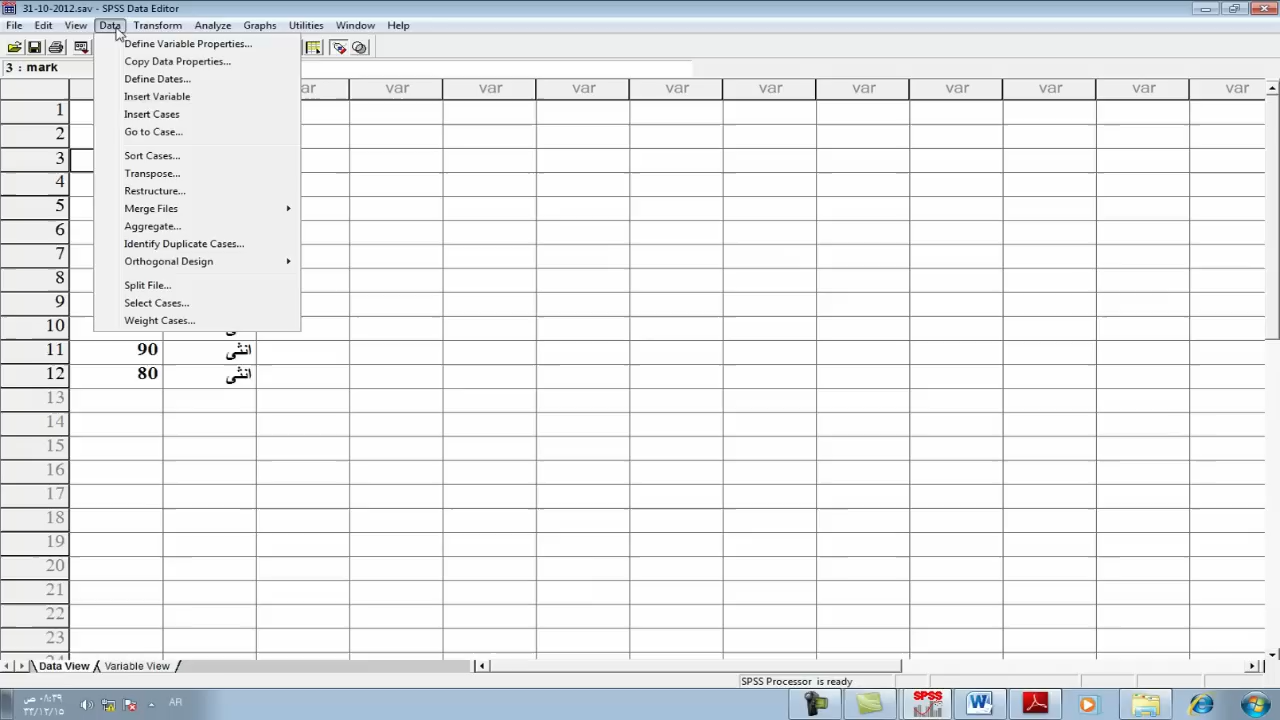 31-10-2012.sav - SPSS Data Editor
File Edit View Data Transform Analyze Graphs Utilities Window Help
3 : mark
Define Variable Properties...
Copy Data Properties...
Define Dates...
Insert Variable
Insert Cases
Go to Case...
Sort Cases...
Transpose...
Restructure...
Merge Files
Aggregate...
Identify Duplicate Cases...
Orthogonal Design
Split File...
Select Cases...
Weight Cases...
var var var var var var var var var var
1
2
3
4
5
6
7
8
9
10
11 90 انثى
12 80 انثى
13
14
15
16
17
18
19
20
21
22
23
Data View Variable View
SPSS Processor is ready
٠٨:٣٩ ص
٣٣/١٢/١٥
AR
SPSS